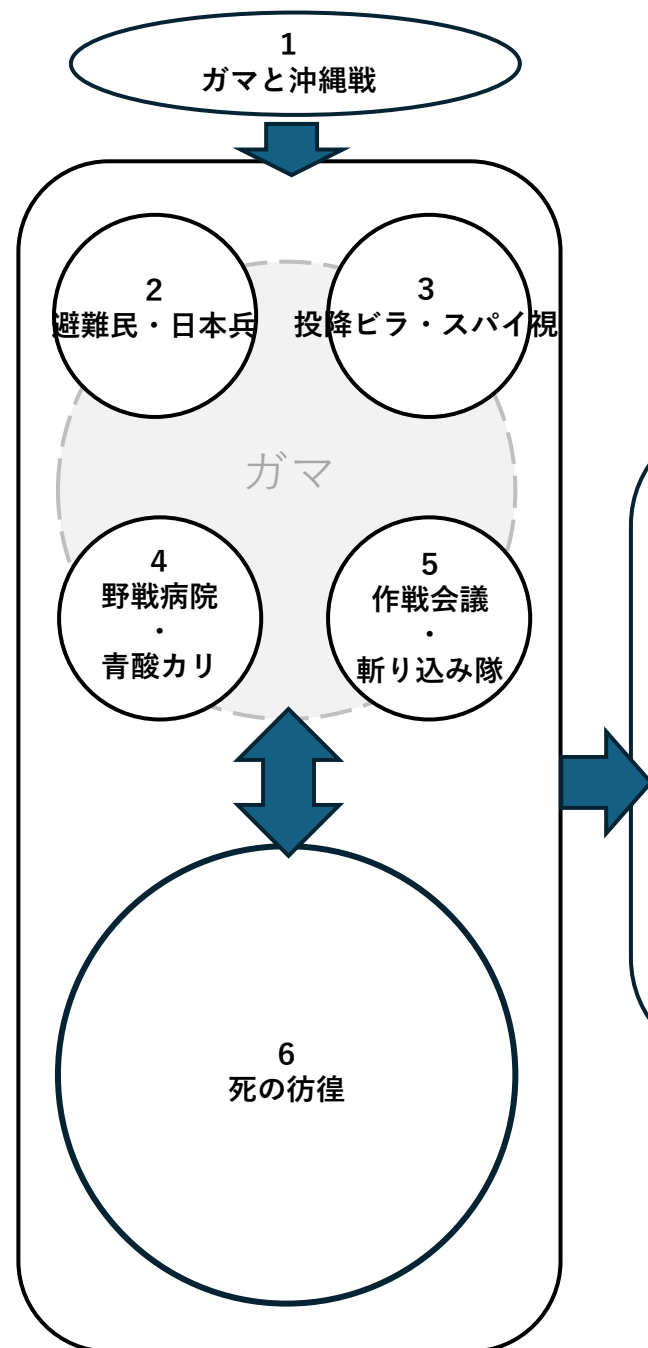 1
ガマと沖縄戦
2
避難民・日本兵
3
投降ビラ・スパイ視
ガマ
4
野戦病院
・
青酸カリ
5
作戦会議
・
斬り込み隊
6
死の彷徨